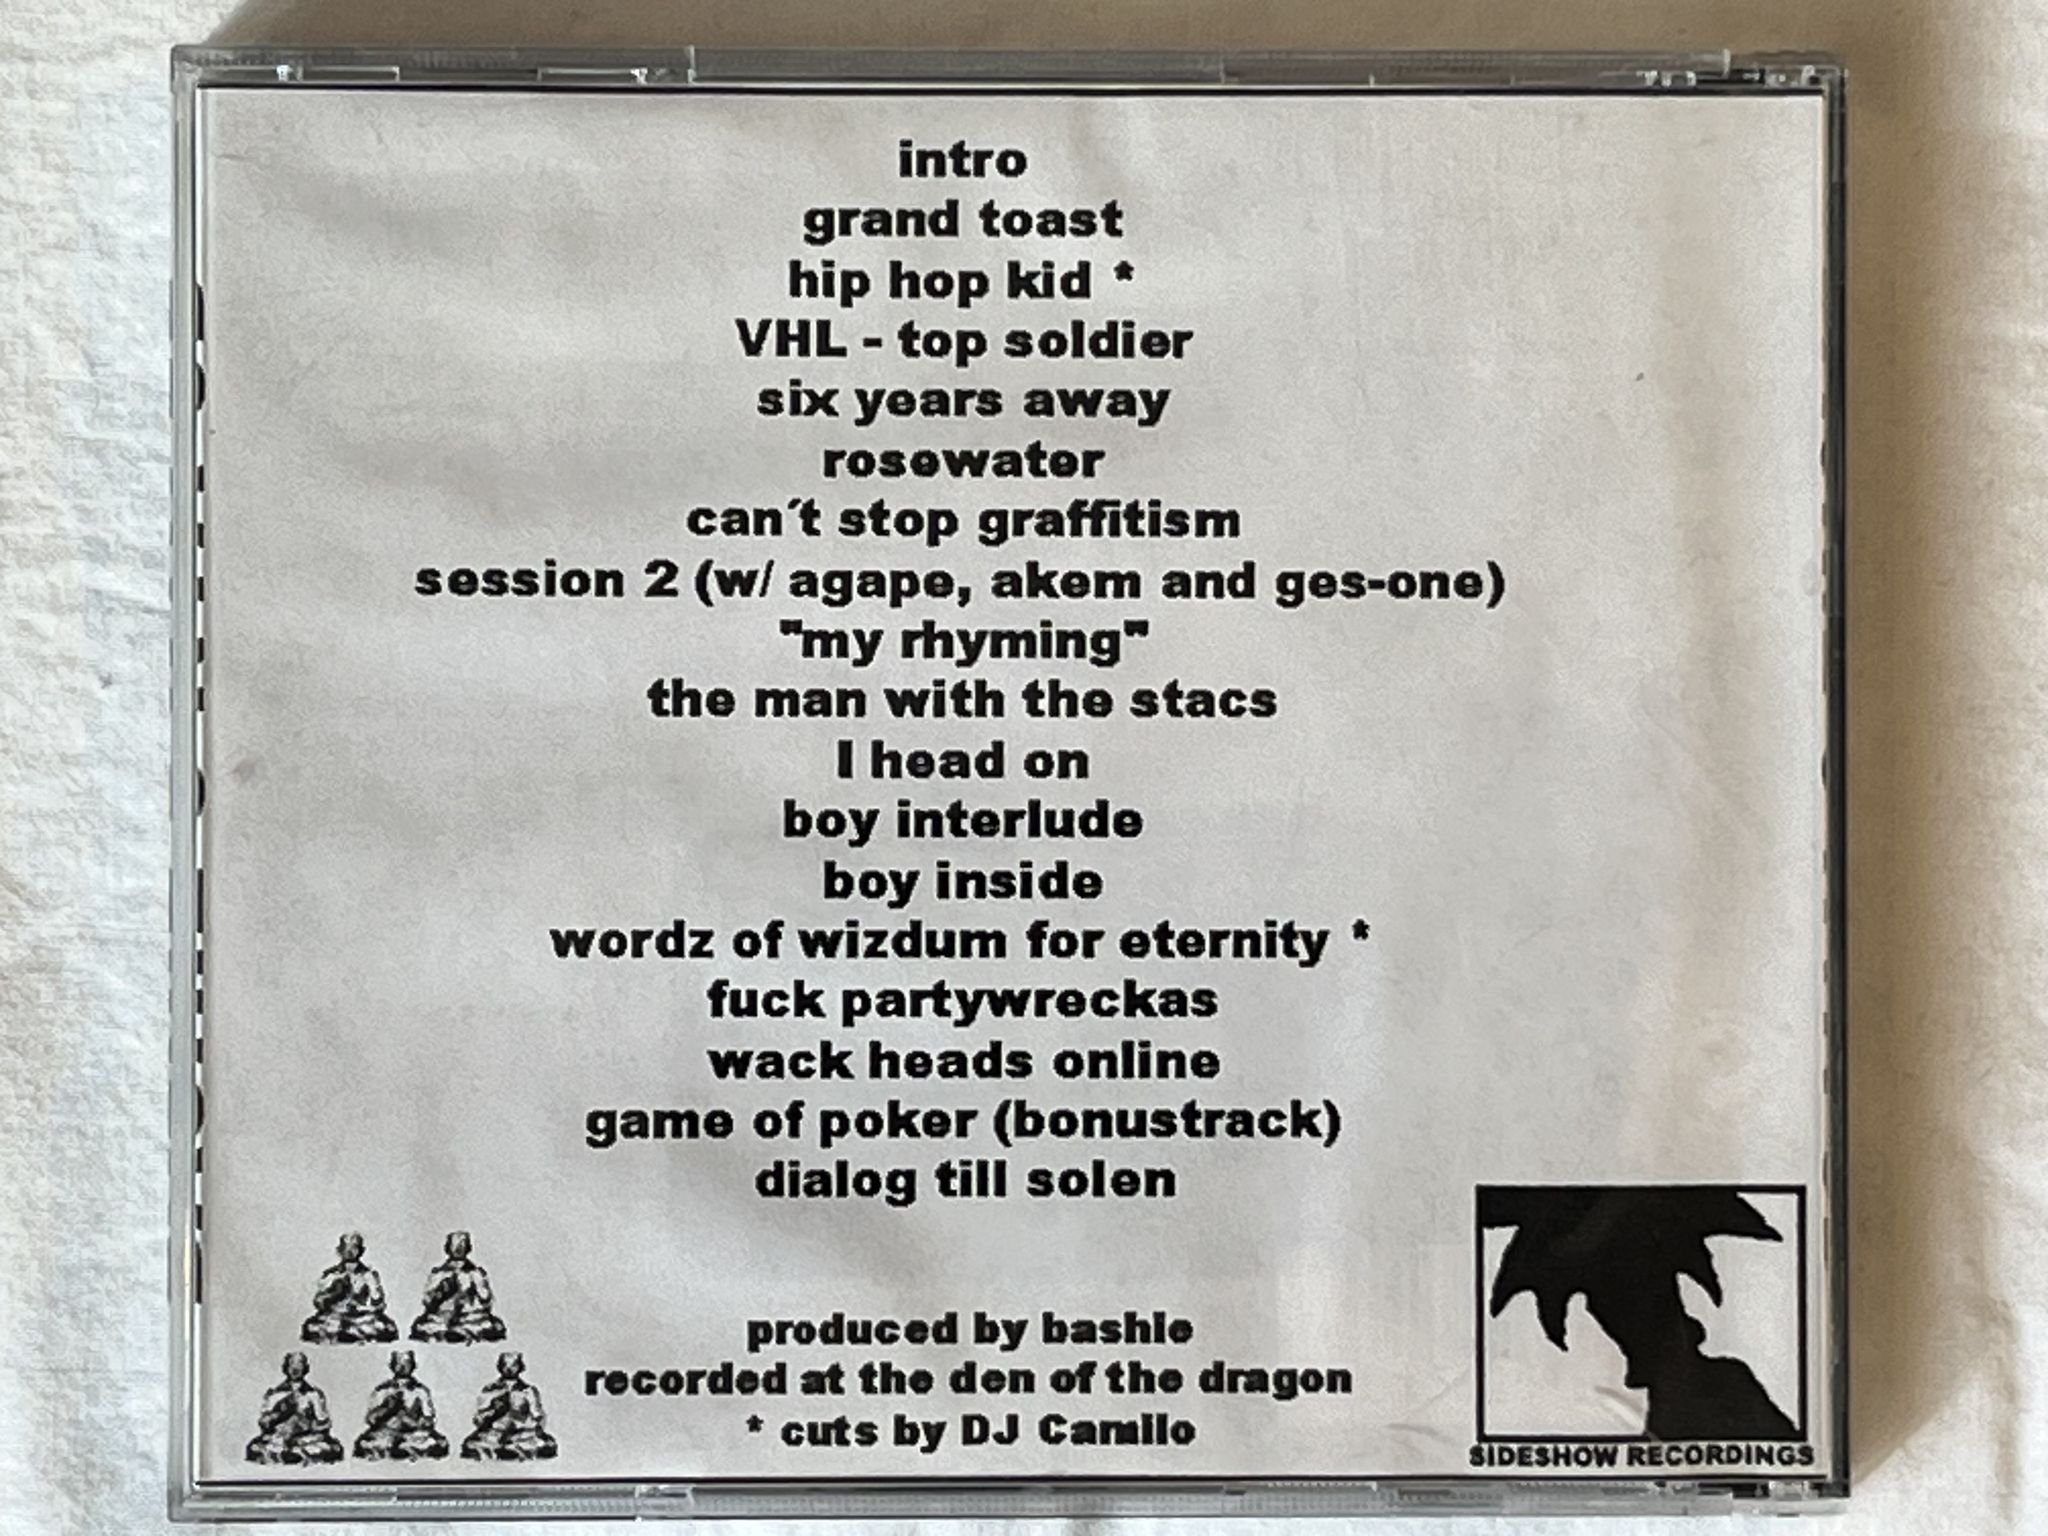 intro
grand toast
hip hop kid *
VHL - top soldier
six years away
rosewater
can´t stop graffitism
session 2 (w/ agape, akem and ges-one)
"my rhyming"
the man with the stacs
I head on
boy interlude
boy inside
wordz of wizdum for eternity *
fuck partywreckas
wack heads online
game of poker (bonustrack)
dialog till solen
produced by bashie
recorded at the den of the dragon
* cuts by DJ Camilo
SIDESHOW RECORDINGS